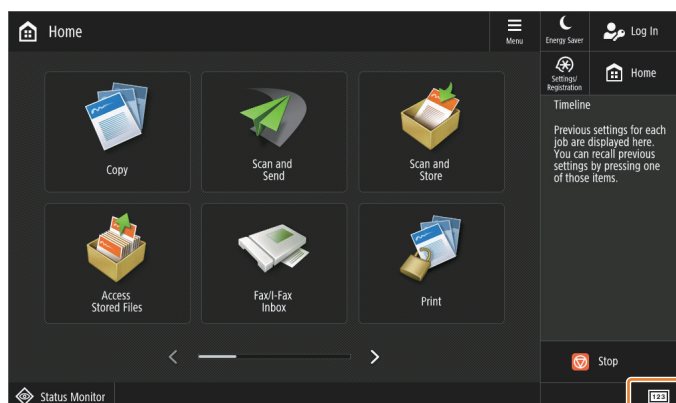 Home
Menu
Energy Saver
Log In
Settings/
Registration
Home
Copy
Scan and
Send
Scan and
Store
Access
Stored Files
Fax/I-Fax
Inbox
Print
Timeline
Previous settings for each
job are displayed here.
You can recall previous
settings by pressing one
of those items.
Stop
Status Monitor
123